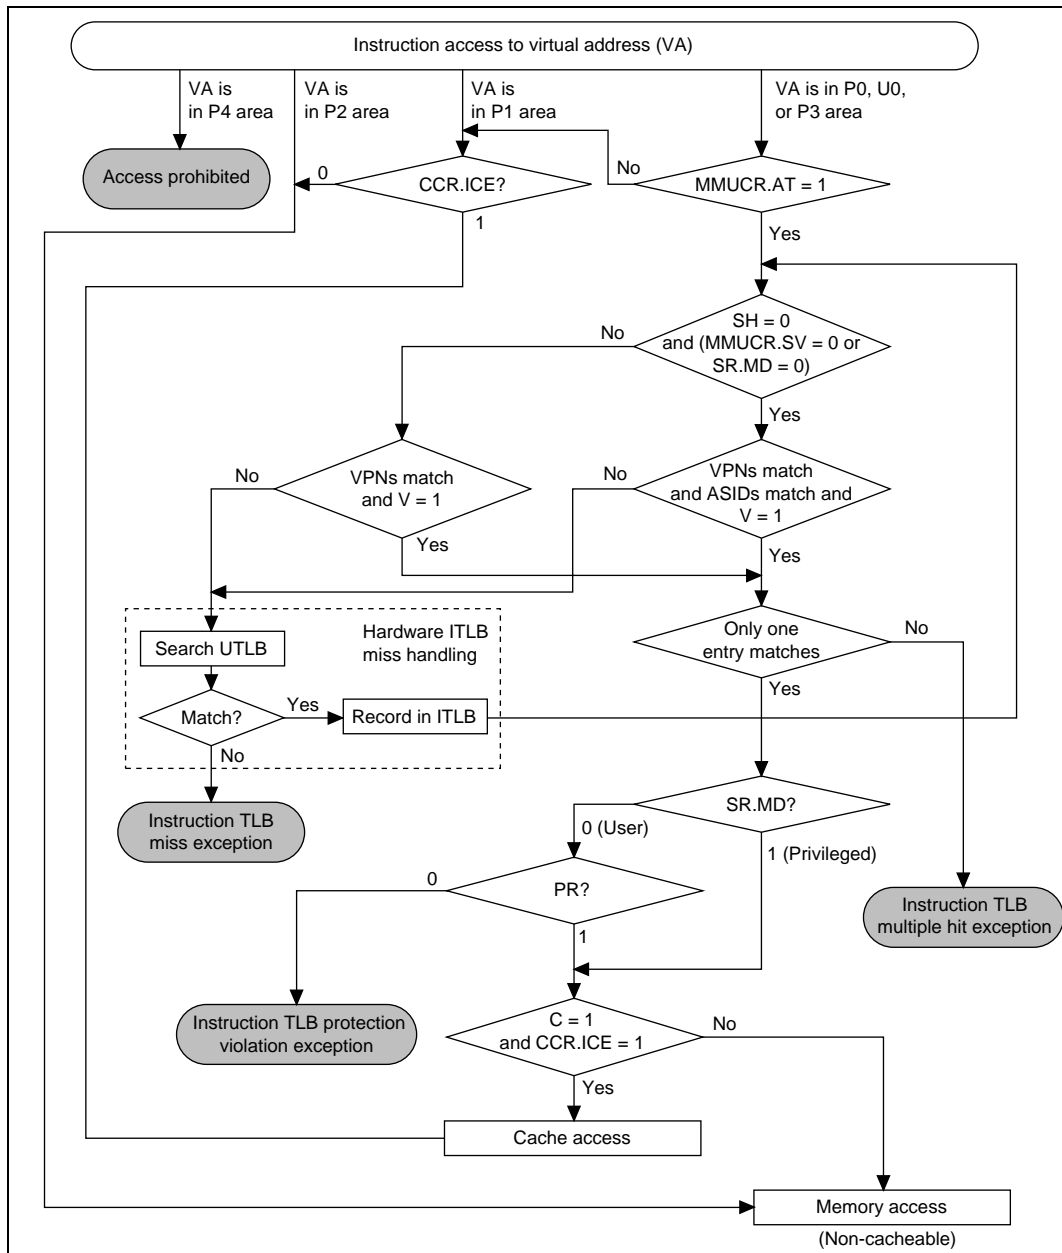 Instruction access to virtual address (VA)
VA is
in P4 area
VA is
in P2 area
VA is
in P1 area
VA is in P0, U0,
or P3 area
Access prohibited
0
CCR.ICE?
1
No
MMUCR.AT = 1
Yes
SH = 0
and (MMUCR.SV = 0 or
SR.MD = 0)
No
Yes
No
VPNs match
and V = 1
Yes
No
VPNs match
and ASIDs match and
V = 1
Yes
Hardware ITLB
miss handling
Search UTLB
Match?
Yes
Record in ITLB
No
Only one
entry matches
No
Yes
Instruction TLB
miss exception
SR.MD?
0 (User)
1 (Privileged)
0
PR?
1
Instruction TLB
multiple hit exception
Instruction TLB protection
violation exception
C = 1
and CCR.ICE = 1
No
Yes
Cache access
Memory access
(Non-cacheable)